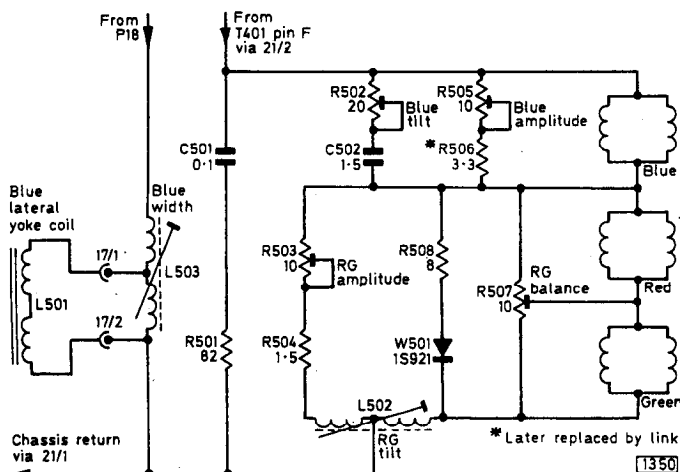 From
P18
From
T401 pin F
via 21/2
R502
20
Blue
tilt
R505
10
Blue
amplitude
C501
0·1
C502
1·5
* R506
3·3
Blue
Blue
lateral
yoke coil
Blue
width
17/1
L503
L501
17/2
R503
10
RG
amplitude
R508
8
RG
balance
R507
10
Red
R501
82
R504
1·5
W501
1S921
L502
RG
tilt
Green
Chassis return
via 21/1
* Later replaced by link
1350